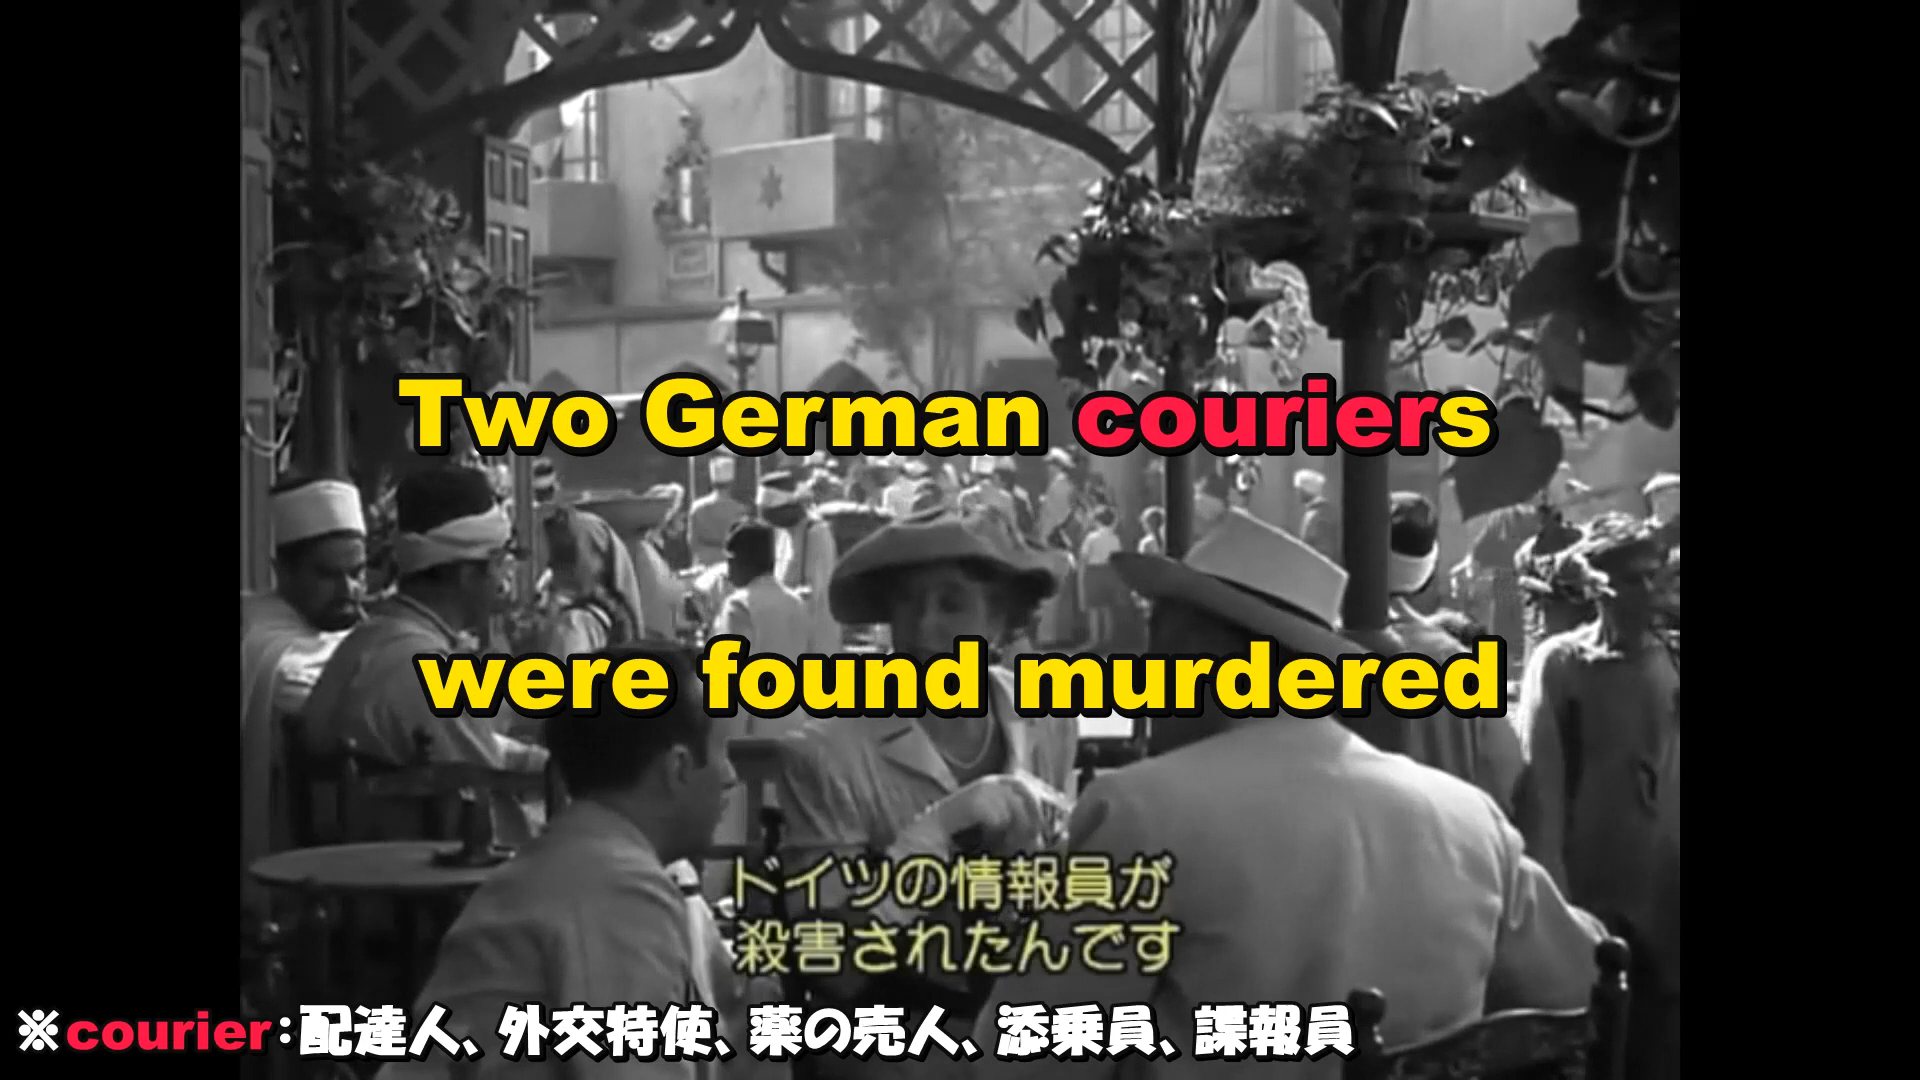 Two German couriers
were found murdered
ドイツの情報員が
殺害されたんです
※courier:配達人、外交特使、薬の売人、添乗員、諜報員